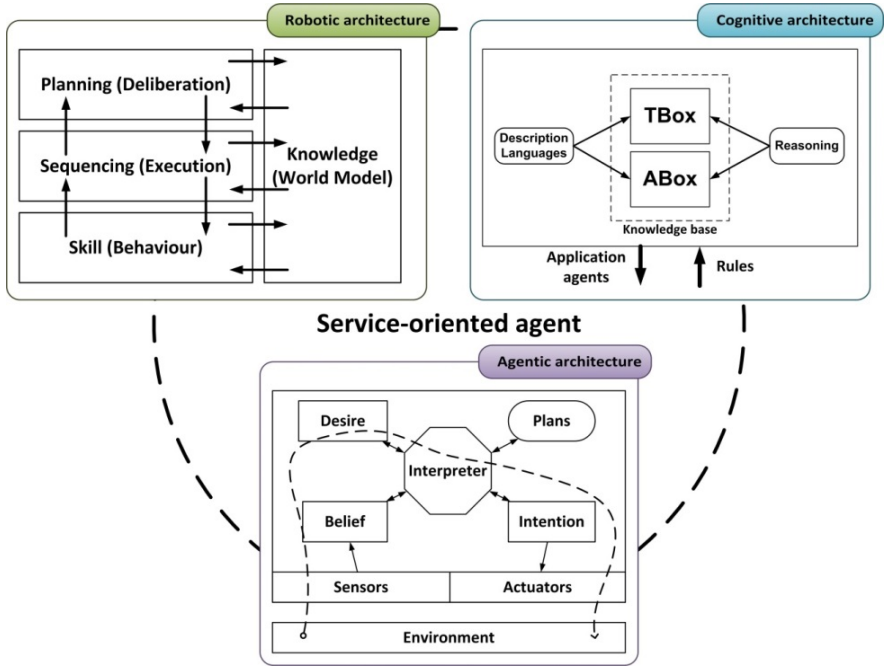 Robotic architecture
Planning (Deliberation)
Sequencing (Execution)
Skill (Behaviour)
Knowledge
(World Model)
Cognitive architecture
Description
Languages
TBox
ABox
Reasoning
Knowledge base
Application
agents
Rules
Service-oriented agent
Agentic architecture
Desire
Plans
Interpreter
Belief
Intention
Sensors
Actuators
Environment